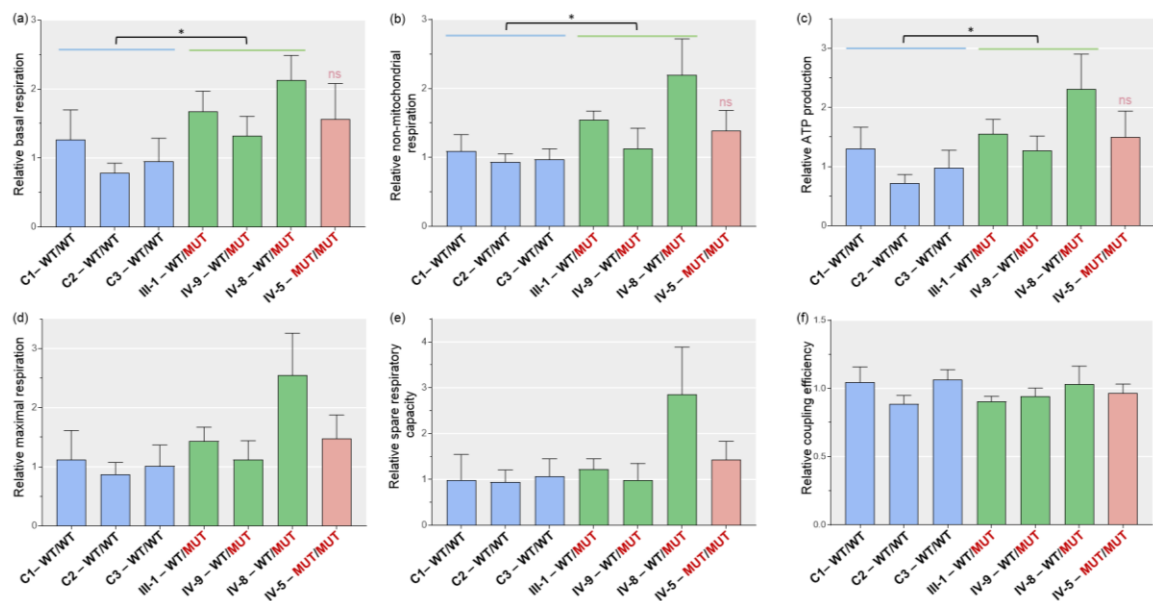 (a)
Relative basal respiration
3
2
1
0
*
ns
C1– WT/WT
C2 – WT/WT
C3 – WT/WT
III-1 – WT/MUT
IV-9 – WT/MUT
IV-8 – WT/MUT
IV-5 – MUT/MUT
(b)
Relative non-mitochondrial
respiration
3
2
1
0
*
ns
C1– WT/WT
C2 – WT/WT
C3 – WT/WT
III-1 – WT/MUT
IV-9 – WT/MUT
IV-8 – WT/MUT
IV-5 – MUT/MUT
(c)
Relative ATP production
3
2
1
0
*
ns
C1– WT/WT
C2 – WT/WT
C3 – WT/WT
III-1 – WT/MUT
IV-9 – WT/MUT
IV-8 – WT/MUT
IV-5 – MUT/MUT
(d)
Relative maximal respiration
3
2
1
0
C1– WT/WT
C2 – WT/WT
C3 – WT/WT
III-1 – WT/MUT
IV-9 – WT/MUT
IV-8 – WT/MUT
IV-5 – MUT/MUT
(e)
Relative spare respiratory
capacity
4
3
2
1
0
C1– WT/WT
C2 – WT/WT
C3 – WT/WT
III-1 – WT/MUT
IV-9 – WT/MUT
IV-8 – WT/MUT
IV-5 – MUT/MUT
(f)
Relative coupling efficiency
1.5
1.0
0.5
0.0
C1– WT/WT
C2 – WT/WT
C3 – WT/WT
III-1 – WT/MUT
IV-9 – WT/MUT
IV-8 – WT/MUT
IV-5 – MUT/MUT